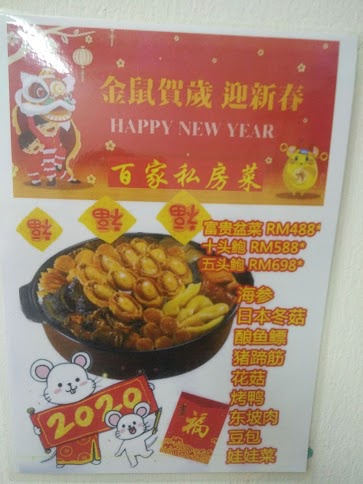 金鼠賀歲 迎新春
HAPPY NEW YEAR
百家私房菜
福 福 福
富贵盆菜 RM488*
十头鲍 RM588*
五头鲍 RM698*
海参
日本冬菇
酿鱼鳔
猪蹄筋
花菇
烤鸭
东坡肉
豆包
娃娃菜
2020
福